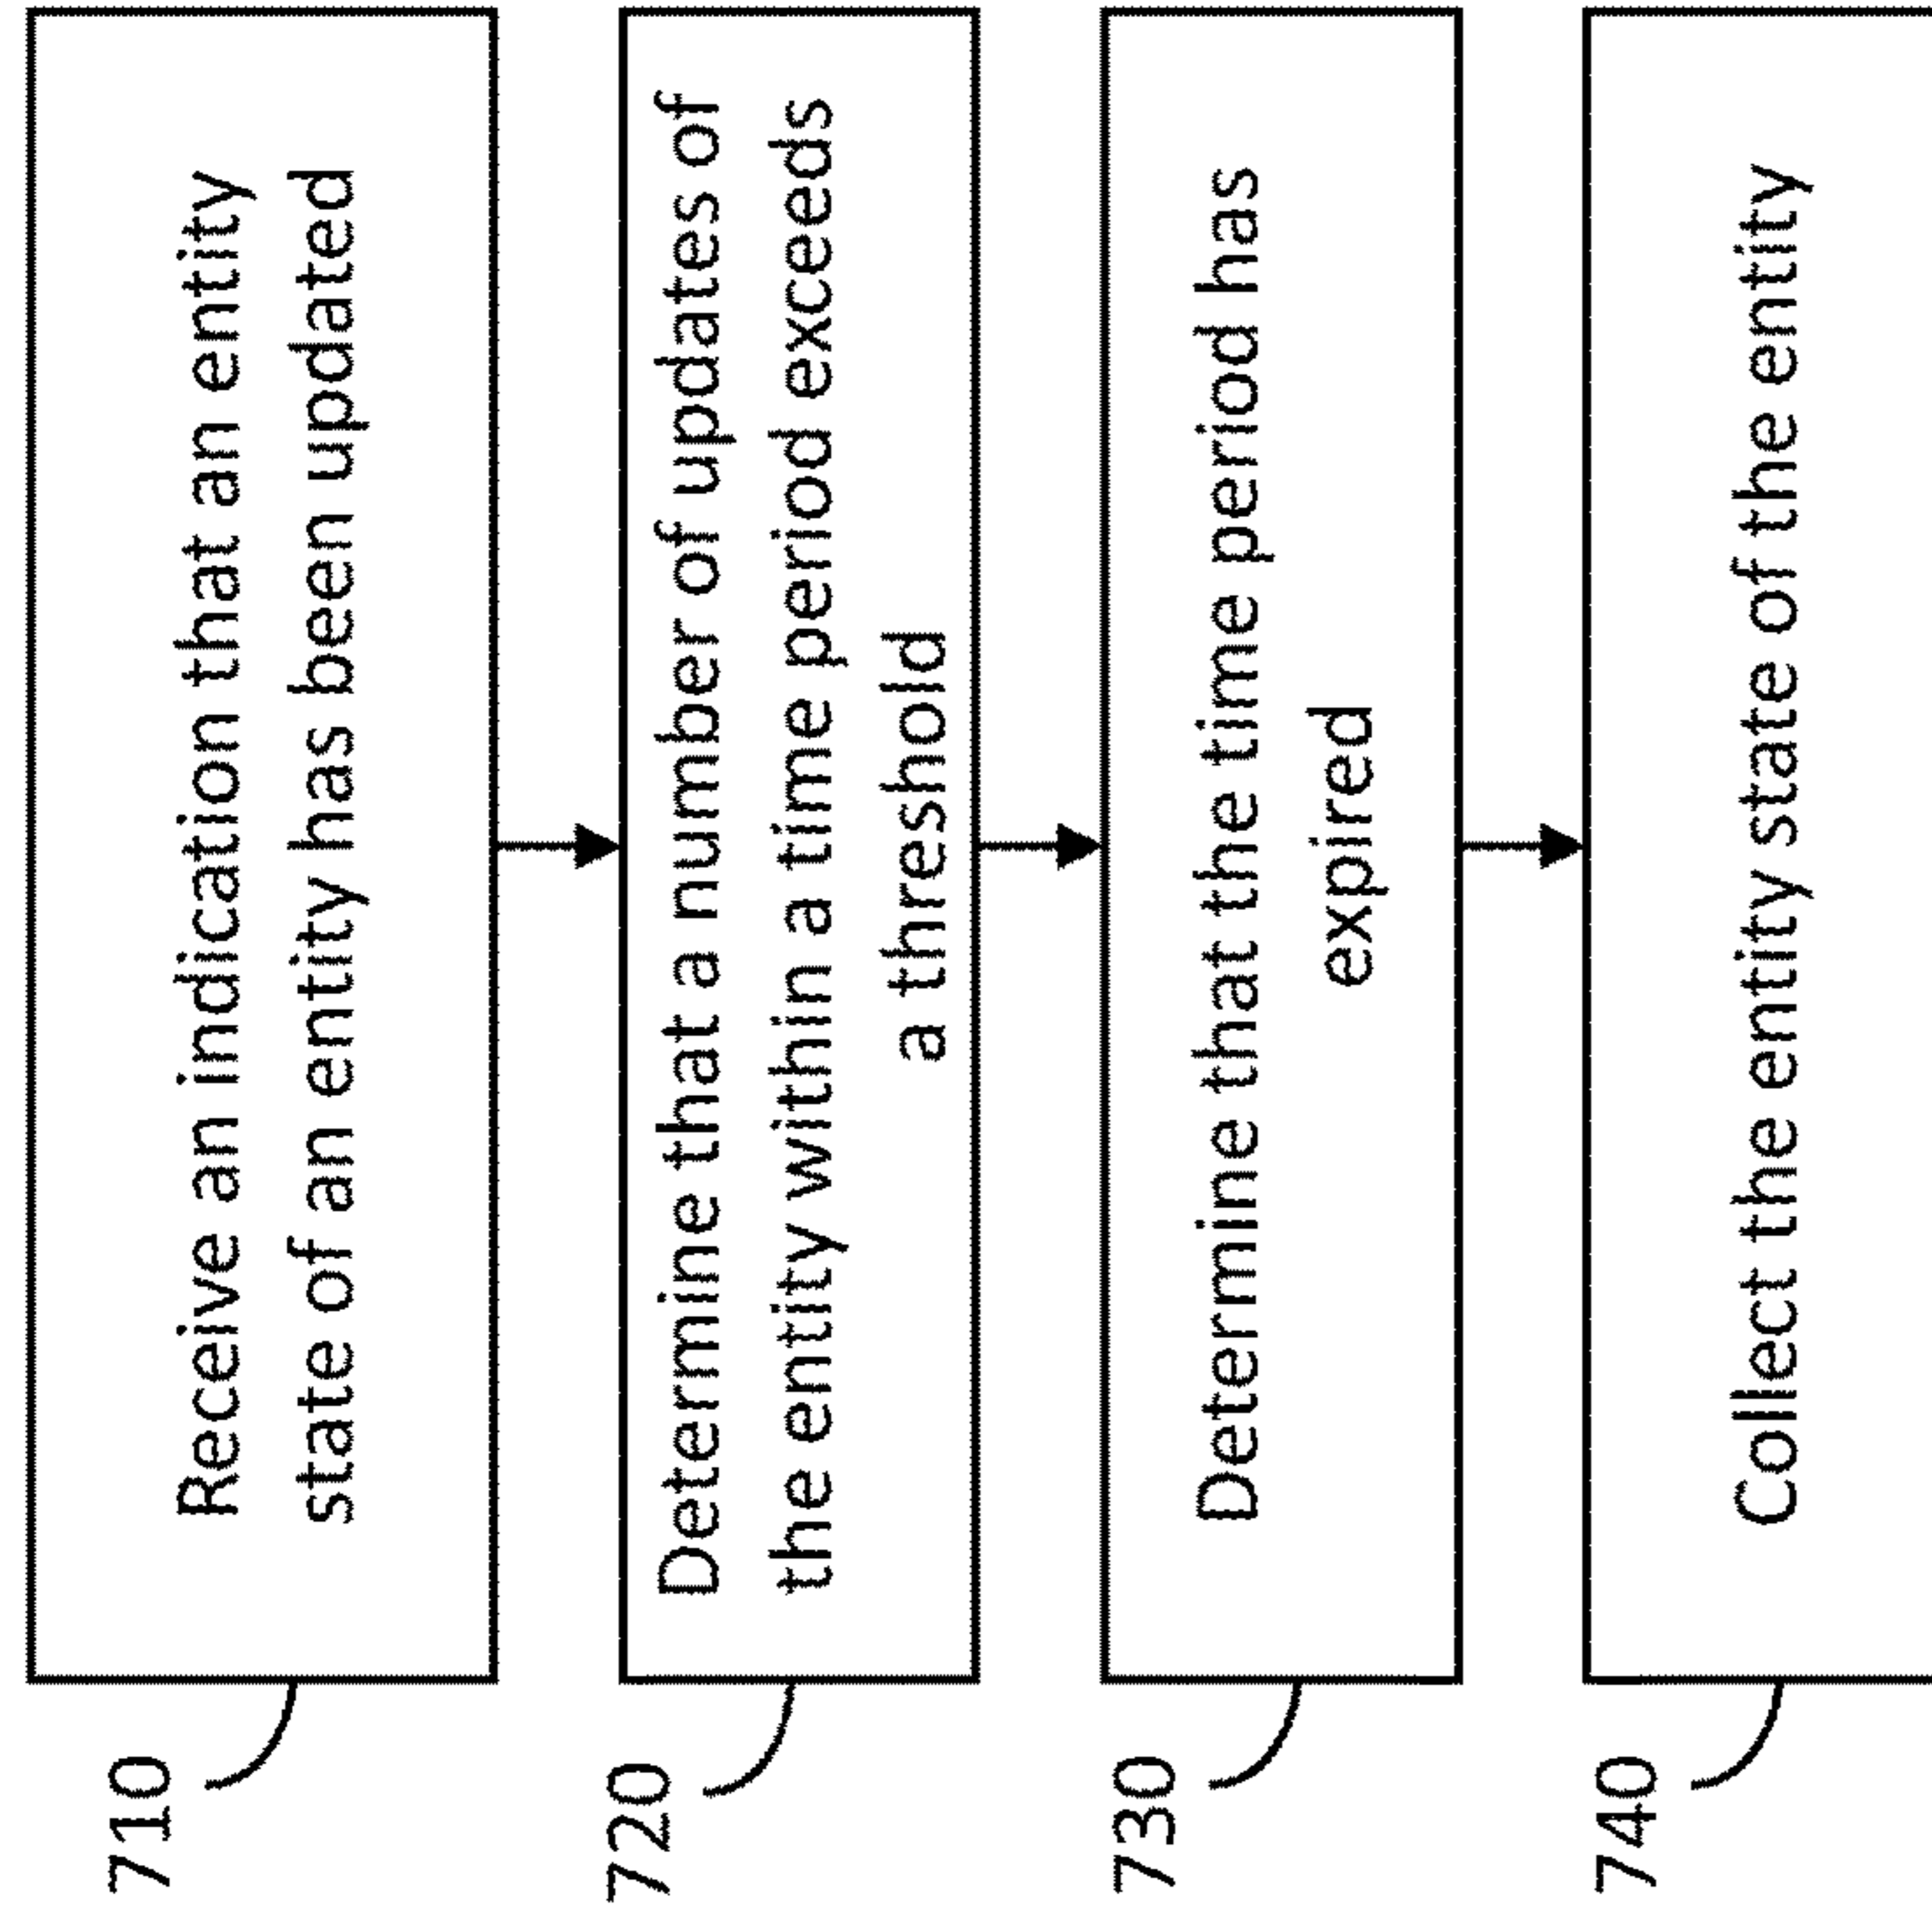 710
Receive an indication that an entity
state of an entity has been updated
720
Determine that a number of updates of
the entity within a time period exceeds
a threshold
730
Determine that the time period has
expired
740
Collect the entity state of the entity